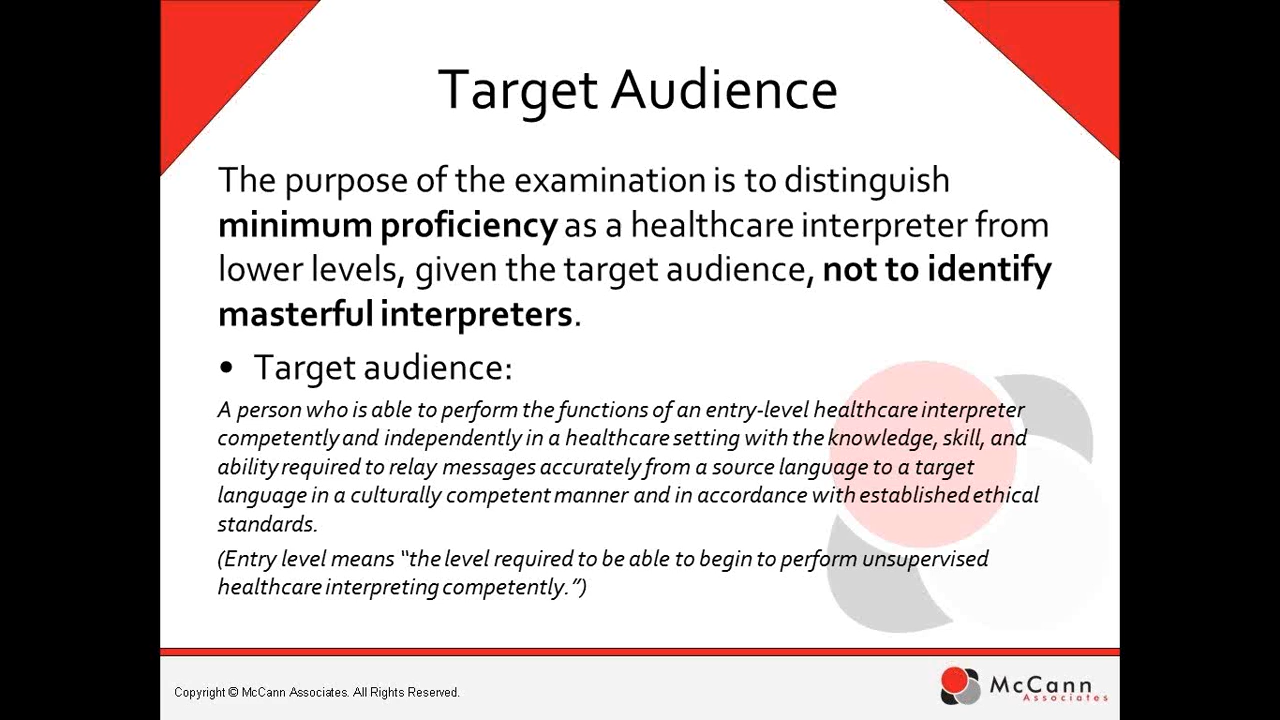 Target Audience
The purpose of the examination is to distinguish
minimum proficiency as a healthcare interpreter from
lower levels, given the target audience, not to identify
masterful interpreters.
• Target audience:
A person who is able to perform the functions of an entry-level healthcare interpreter
competently and independently in a healthcare setting with the knowledge, skill, and
ability required to relay messages accurately from a source language to a target
language in a culturally competent manner and in accordance with established ethical
standards.
(Entry level means “the level required to be able to begin to perform unsupervised
healthcare interpreting competently.”)
Copyright © McCann Associates. All Rights Reserved.
McCann
Associates